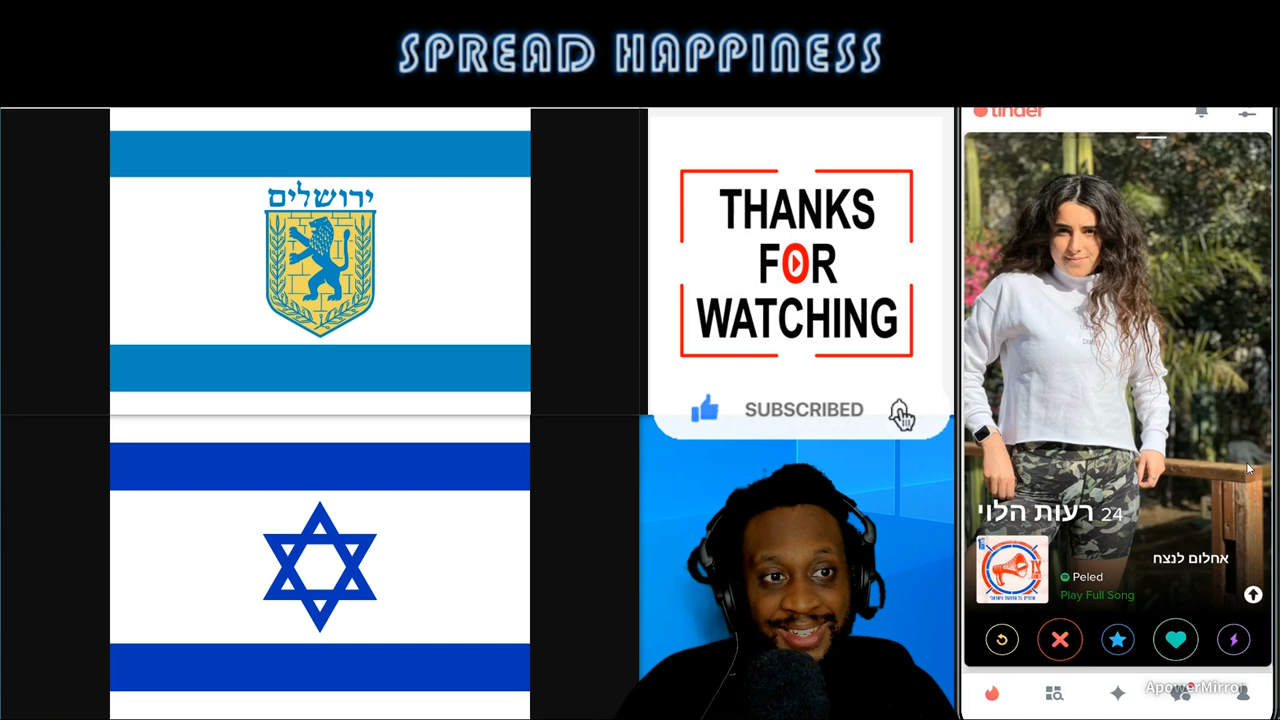 SPREAD HAPPINESS
ירושלים
THANKS
FOR
WATCHING
SUBSCRIBED
tinder
רעות הלוי 24
אחלום לנצח
Peled
Play Full Song
ApowerMirror